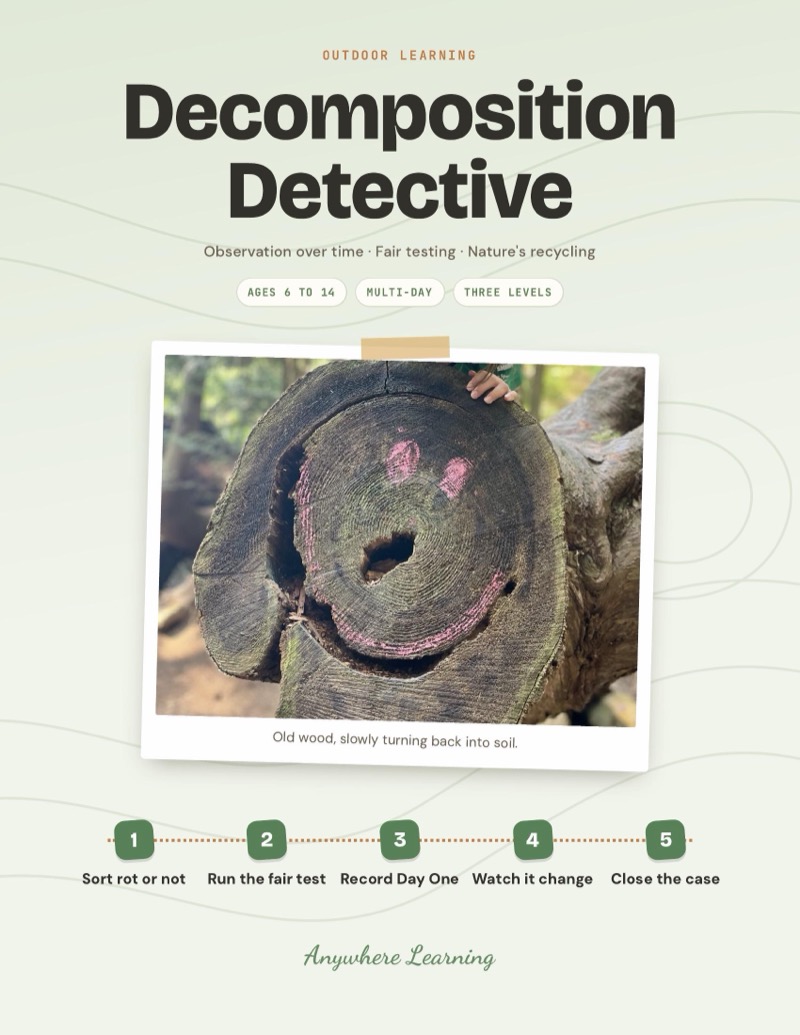 OUTDOOR LEARNING
Decomposition
Detective
Observation over time · Fair testing · Nature's recycling
AGES 6 TO 14
MULTI-DAY
THREE LEVELS
Old wood, slowly turning back into soil.
1
2
3
4
5
Sort rot or not
Run the fair test
Record Day One
Watch it change
Close the case
Anywhere Learning